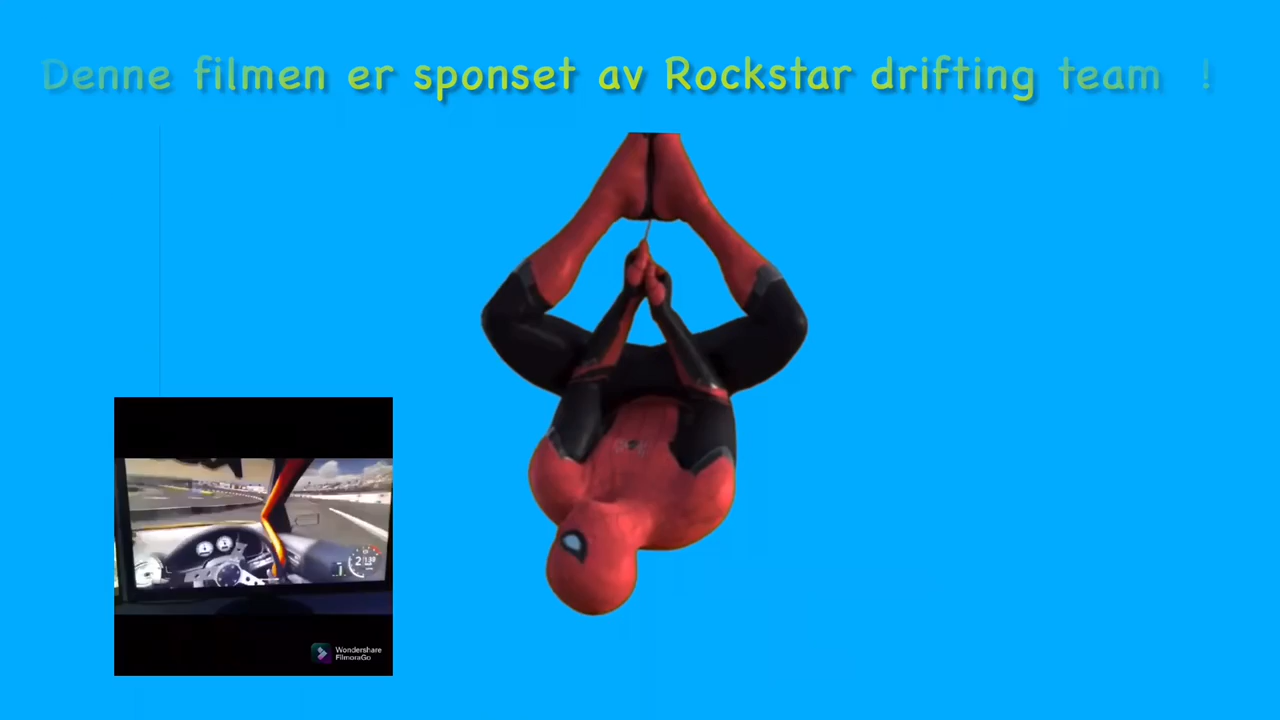 Denne filmen er sponset av Rockstar drifting team !
Wondershare
FilmoraGo